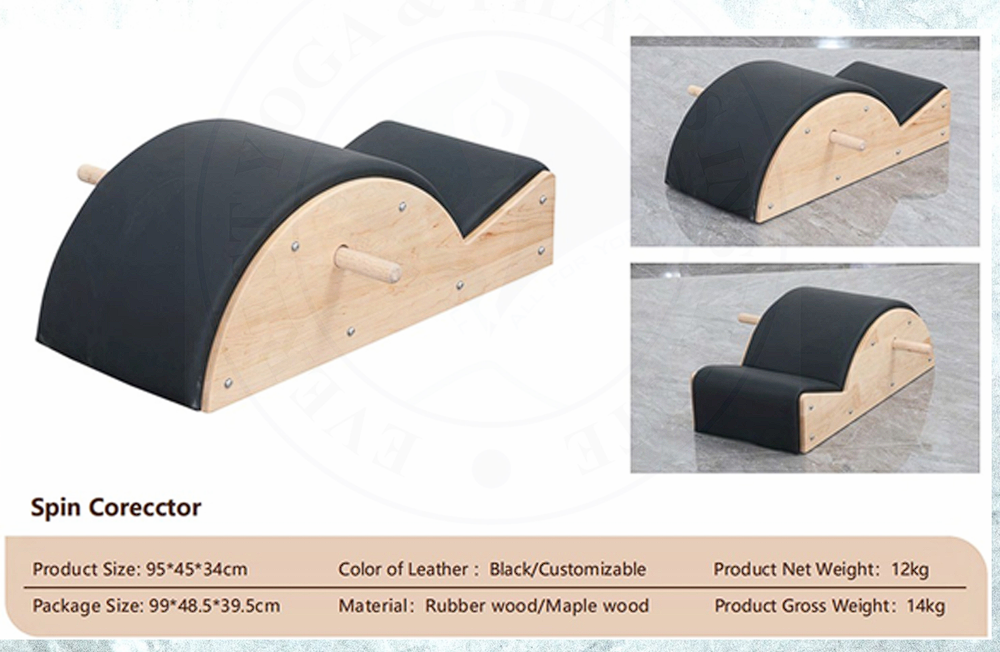 Spin Corecctor
Product Size: 95*45*34cm
Color of Leather : Black/Customizable
Product Net Weight: 12kg
Package Size: 99*48.5*39.5cm
Material: Rubber wood/Maple wood
Product Gross Weight: 14kg